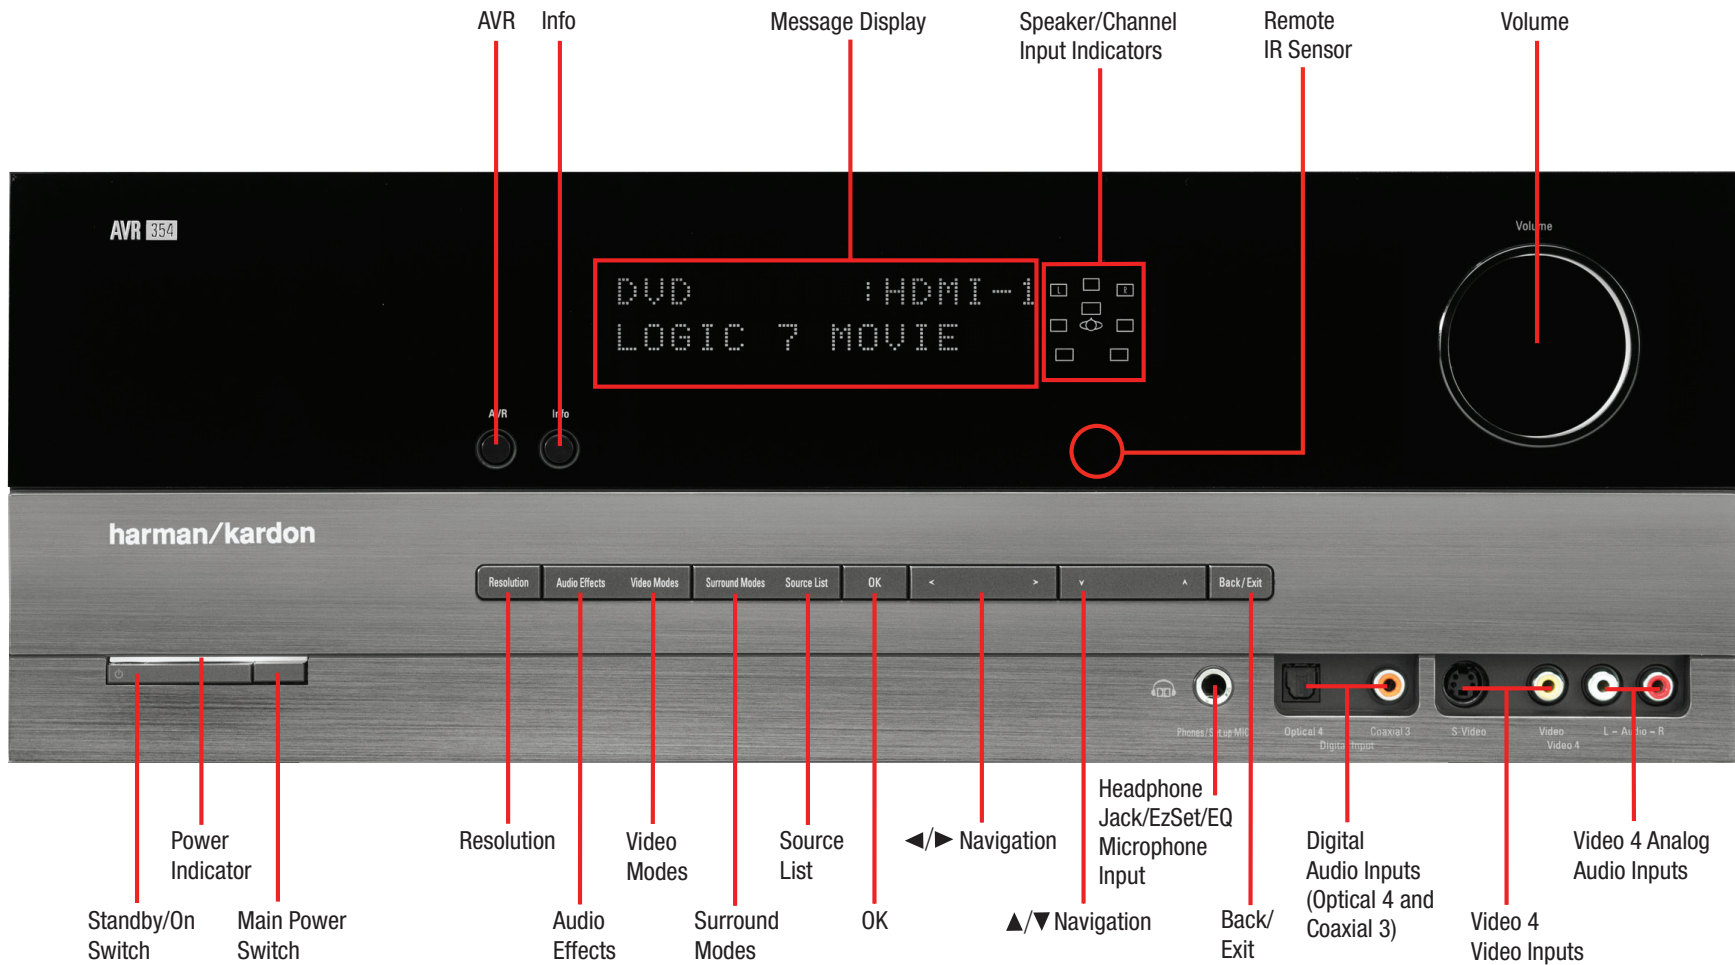 AVR
Info
Message Display
Speaker/Channel
Input Indicators
Remote
IR Sensor
Volume
AVR 354
Volume
DVD :HDMI-1
LOGIC 7 MOVIE
L
R
AVR
Info
harman/kardon
Resolution
Audio Effects
Video Modes
Surround Modes
Source List
OK
<
>
∨
∧
Back/Exit
Phones/Setup MIC
Optical 4
Coaxial 3
Digital Input
S-Video
Video
L – Audio – R
Video 4
Power
Indicator
Resolution
Video
Modes
Source
List
◄/► Navigation
Headphone
Jack/EzSet/EQ
Microphone
Input
Digital
Audio Inputs
(Optical 4 and
Coaxial 3)
Video 4 Analog
Audio Inputs
Standby/On
Switch
Main Power
Switch
Audio
Effects
Surround
Modes
OK
▲/▼ Navigation
Back/
Exit
Video 4
Video Inputs